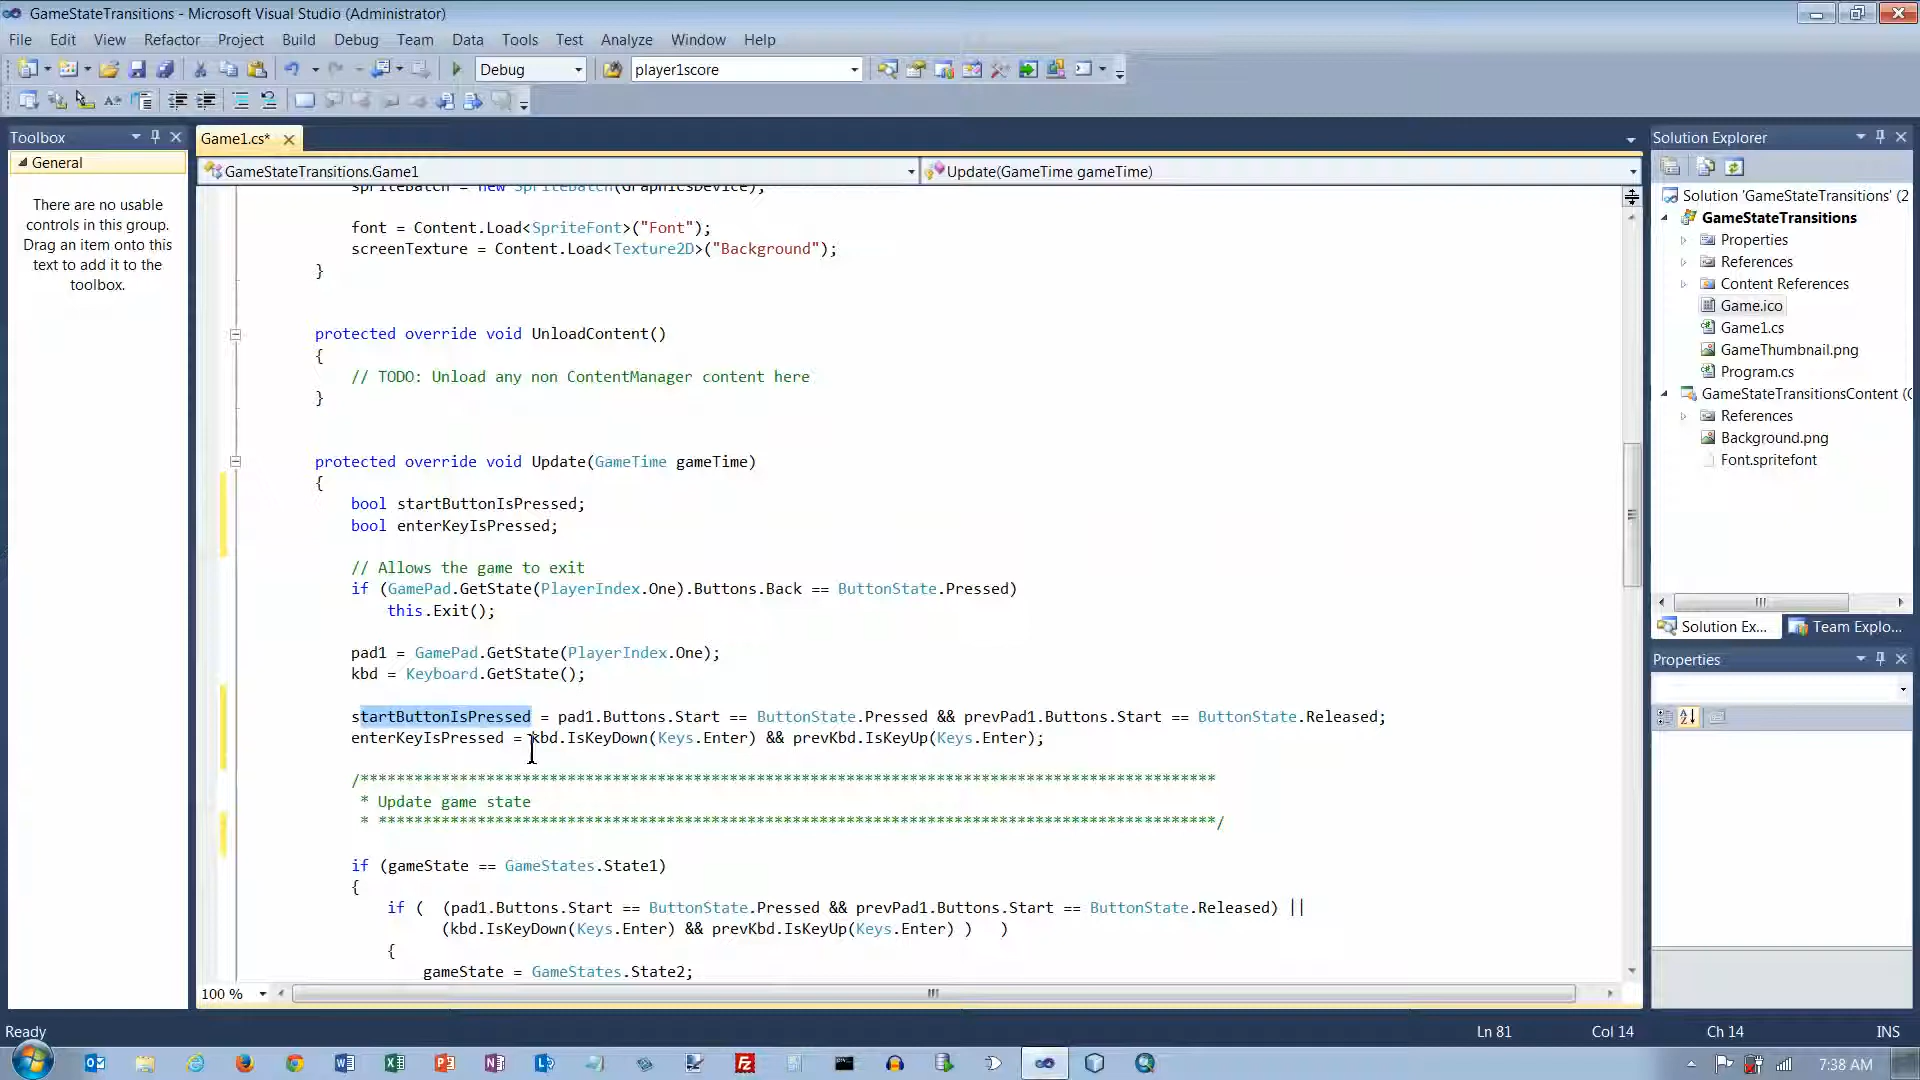 GameStateTransitions - Microsoft Visual Studio (Administrator)
File Edit View Refactor Project Build Debug Team Data Tools Test Analyze Window Help
Debug player1score
Toolbox
General
There are no usable
controls in this group.
Drag an item onto this
text to add it to the
toolbox.
Game1.cs*
GameStateTransitions.Game1 Update(GameTime gameTime)
spriteBatch = new SpriteBatch(GraphicsDevice);
font = Content.Load<SpriteFont>("Font");
screenTexture = Content.Load<Texture2D>("Background");
}
protected override void UnloadContent()
{
// TODO: Unload any non ContentManager content here
}
protected override void Update(GameTime gameTime)
{
bool startButtonIsPressed;
bool enterKeyIsPressed;
// Allows the game to exit
if (GamePad.GetState(PlayerIndex.One).Buttons.Back == ButtonState.Pressed)
this.Exit();
pad1 = GamePad.GetState(PlayerIndex.One);
kbd = Keyboard.GetState();
startButtonIsPressed = pad1.Buttons.Start == ButtonState.Pressed && prevPad1.Buttons.Start == ButtonState.Released;
enterKeyIsPressed = kbd.IsKeyDown(Keys.Enter) && prevKbd.IsKeyUp(Keys.Enter);
/*********************************************************************************************
* Update game state
* *********************************************************************************************/
if (gameState == GameStates.State1)
{
if (  (pad1.Buttons.Start == ButtonState.Pressed && prevPad1.Buttons.Start == ButtonState.Released) ||
(kbd.IsKeyDown(Keys.Enter) && prevKbd.IsKeyUp(Keys.Enter) )   )
{
gameState = GameStates.State2;
100 %
Solution Explorer
Solution 'GameStateTransitions' (2
GameStateTransitions
Properties
References
Content References
Game.ico
Game1.cs
GameThumbnail.png
Program.cs
GameStateTransitionsContent (
References
Background.png
Font.spritefont
Solution Ex... Team Explo...
Properties
Ready Ln 81 Col 14 Ch 14 INS
7:38 AM